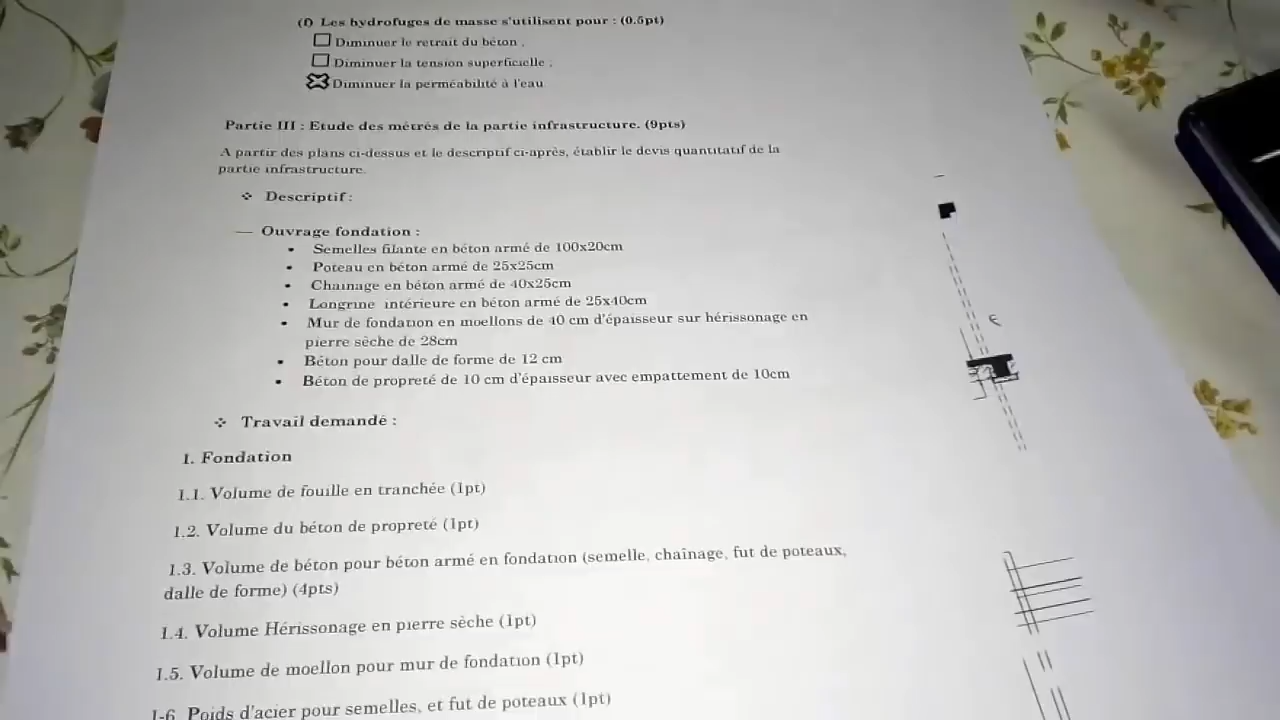 (f) Les hydrofuges de masse s'utilisent pour : (0.5pt)
Diminuer le retrait du béton .
Diminuer la tension superficielle .
Diminuer la perméabilité à l'eau.
Partie III : Etude des métrés de la partie infrastructure. (9pts)
A partir des plans ci-dessus et le descriptif ci-après, établir le devis quantitatif de la
partie infrastructure.
❖ Descriptif :
— Ouvrage fondation :
• Semelles filante en béton armé de 100x20cm
• Poteau en béton armé de 25x25cm
• Chainage en béton armé de 40x25cm
• Longrine intérieure en béton armé de 25x40cm
• Mur de fondation en moellons de 40 cm d'épaisseur sur hérissonage en
pierre sèche de 28cm
• Béton pour dalle de forme de 12 cm
• Béton de propreté de 10 cm d'épaisseur avec empattement de 10cm
❖ Travail demandé :
1. Fondation
1.1. Volume de fouille en tranchée (1pt)
1.2. Volume du béton de propreté (1pt)
1.3. Volume de béton pour béton armé en fondation (semelle, chaînage, fut de poteaux,
dalle de forme) (4pts)
1.4. Volume Hérissonage en pierre sèche (1pt)
1.5. Volume de moellon pour mur de fondation (1pt)
1-6. Poids d'acier pour semelles, et fut de poteaux (1pt)